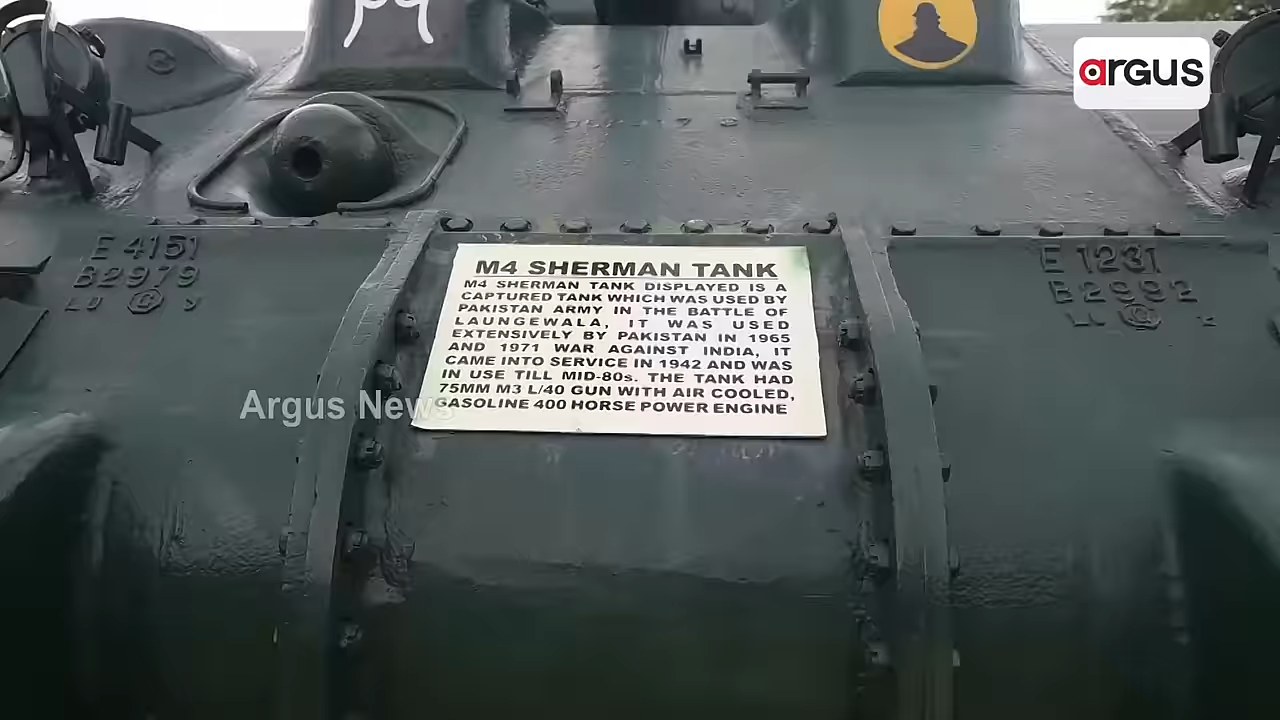 argus
E 4151
B2979
E 1231
B2992
M4 SHERMAN TANK
M4 SHERMAN TANK DISPLAYED IS A
CAPTURED TANK WHICH WAS USED BY
PAKISTAN ARMY IN THE BATTLE OF
LAUNGEWALA, IT WAS USED
EXTENSIVELY BY PAKISTAN IN 1965
AND 1971 WAR AGAINST INDIA, IT
CAME INTO SERVICE IN 1942 AND WAS
IN USE TILL MID-80s. THE TANK HAD
75MM M3 L/40 GUN WITH AIR COOLED,
GASOLINE 400 HORSE POWER ENGINE
Argus News